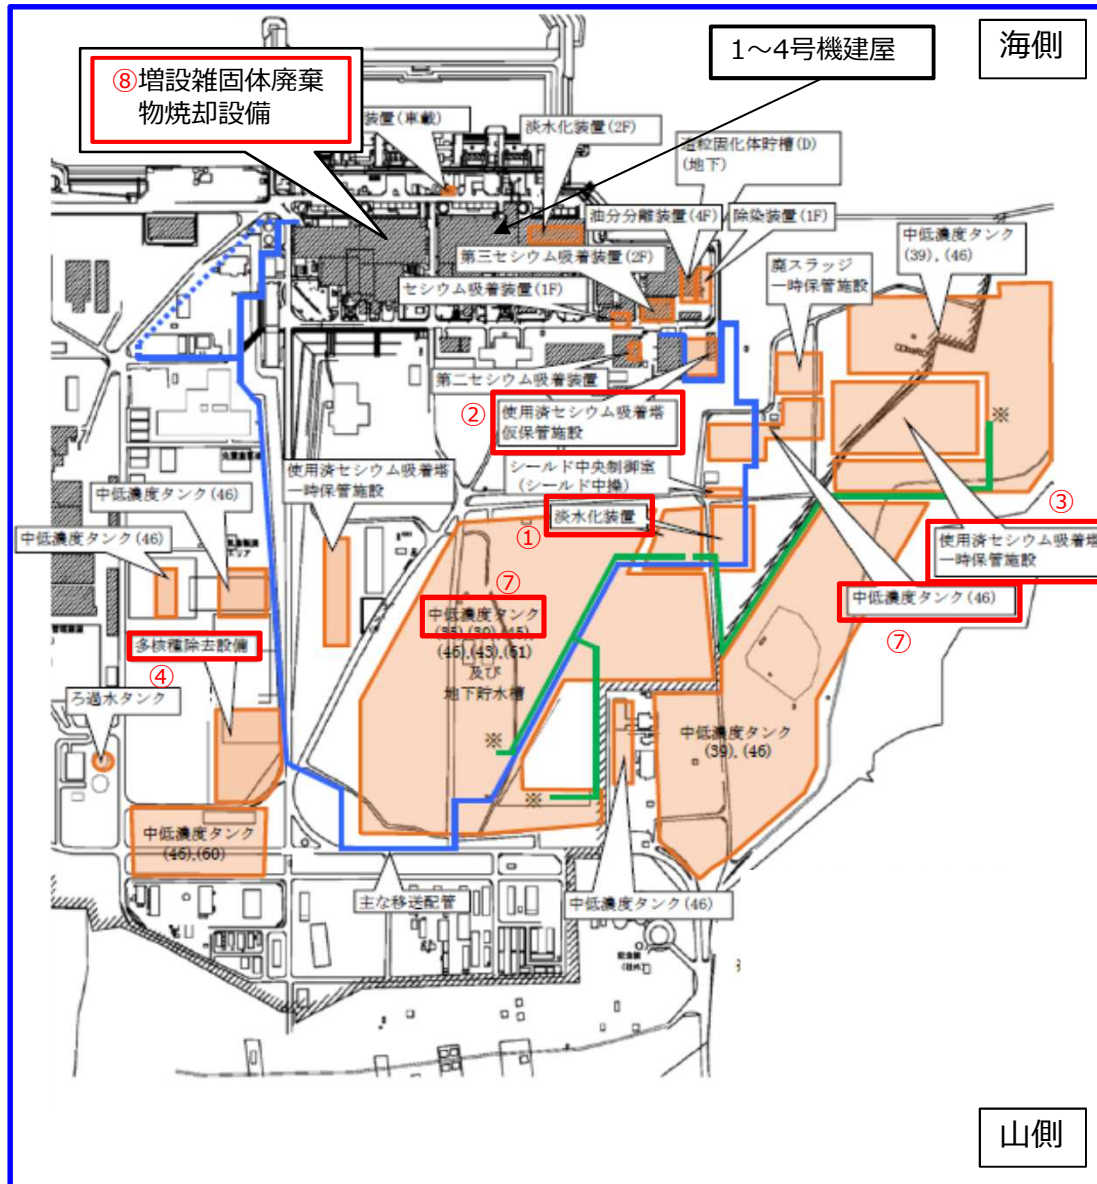 海側
1～4号機建屋
⑧増設雑固体廃棄
物焼却設備
装置(車載)
淡水化装置(2F)
造粒固化体貯槽(D)
(地下)
油分分離装置(4F)
除染装置(1F)
中低濃度タンク
(39), (46)
第三セシウム吸着装置(2F)
廃スラッジ
一時保管施設
セシウム吸着装置(1F)
第二セシウム吸着装置
②
使用済セシウム吸着塔
仮保管施設
※
シールド中央制御室
(シールド中操)
使用済セシウム吸着塔
一時保管施設
中低濃度タンク(46)
①
淡水化装置
③
使用済セシウム吸着塔
一時保管施設
中低濃度タンク(46)
⑦
中低濃度タンク
(35),(39),(45)
(46),(43),(61)
及び
地下貯水槽
中低濃度タンク(46)
⑦
多核種除去設備
④
ろ過水タンク
※
中低濃度タンク
(39), (46)
※
中低濃度タンク
(46),(60)
主な移送配管
中低濃度タンク(46)
山側